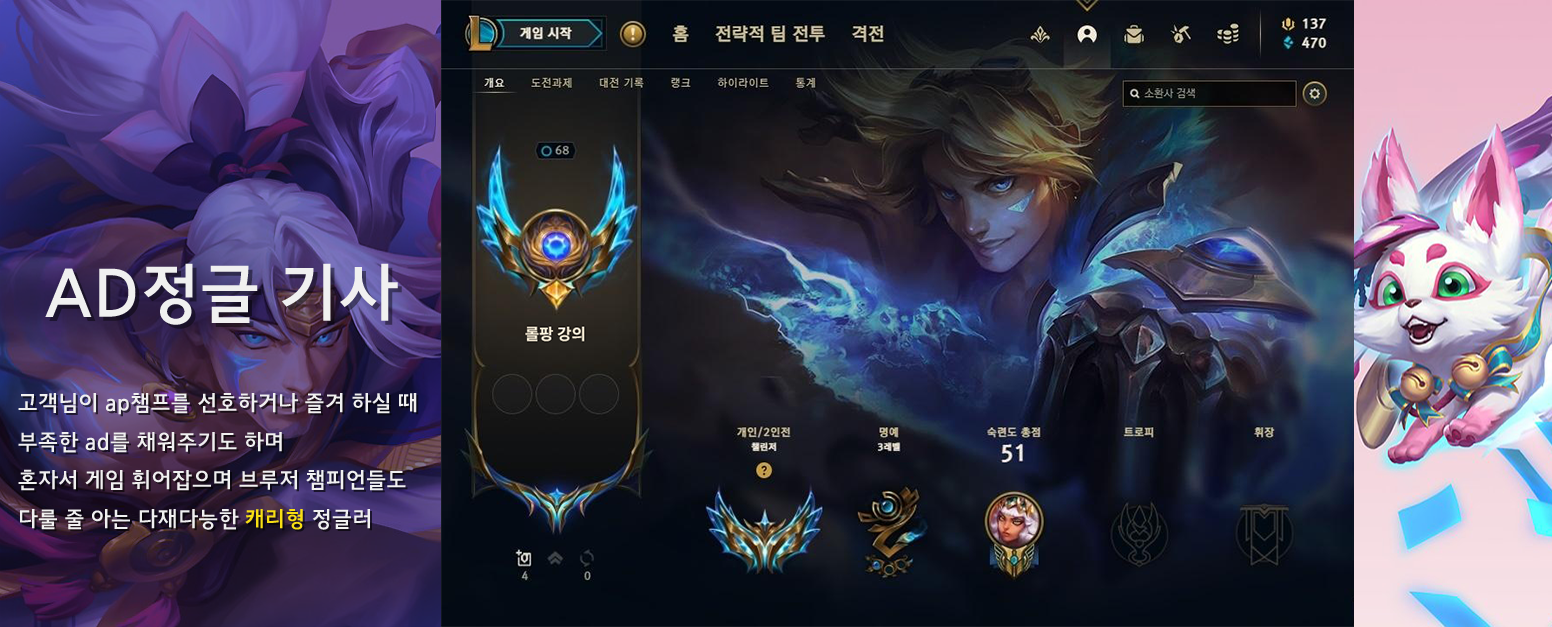 AD정글 기사
고객님이 ap챔프를 선호하거나 즐겨 하실 때
부족한 ad를 채워주기도 하며
혼자서 게임 휘어잡으며 브루저 챔피언들도
다룰 줄 아는 다재다능한 캐리형 정글러
게임 시작
홈 전략적 팀 전투 격전
137
470
개요 도전과제 대전 기록 랭크 하이라이트 통계
소환사 검색
68
롤팡 강의
개인/2인전 명예 숙련도 총점 트로피 휘장
챌린저 3레벨 51
?
4 0